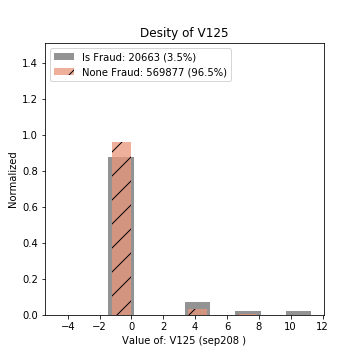 Desity of V125
Is Fraud: 20663 (3.5%)
None Fraud: 569877 (96.5%)
1.4
1.2
1.0
0.8
0.6
0.4
0.2
0.0
Normalized
−4 −2 0 2 4 6 8 10 12
Value of: V125 (sep208 )